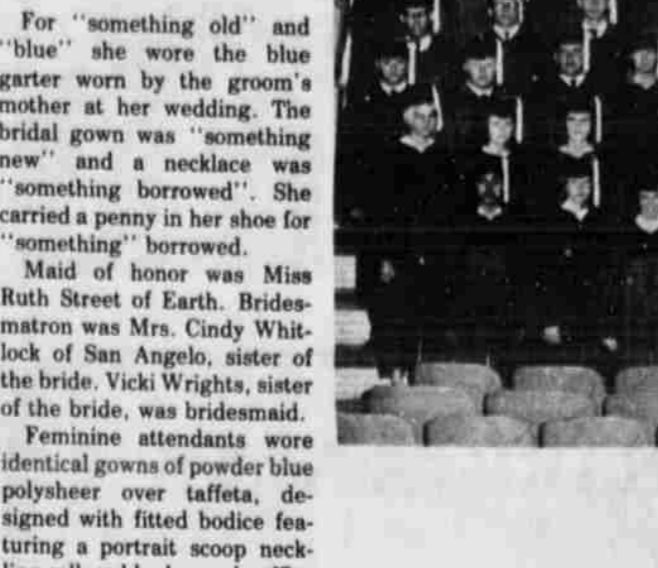 For "something old" and
"blue" she wore the blue
garter worn by the groom's
mother at her wedding. The
bridal gown was "something
new" and a necklace was
"something borrowed". She
carried a penny in her shoe for
"something" borrowed.
Maid of honor was Miss
Ruth Street of Earth. Brides-
matron was Mrs. Cindy Whit-
lock of San Angelo, sister of
the bride. Vicki Wrights, sister
of the bride, was bridesmaid.
Feminine attendants wore
identical gowns of powder blue
polysheer over taffeta, de-
signed with fitted bodice fea-
turing a portrait scoop neck-